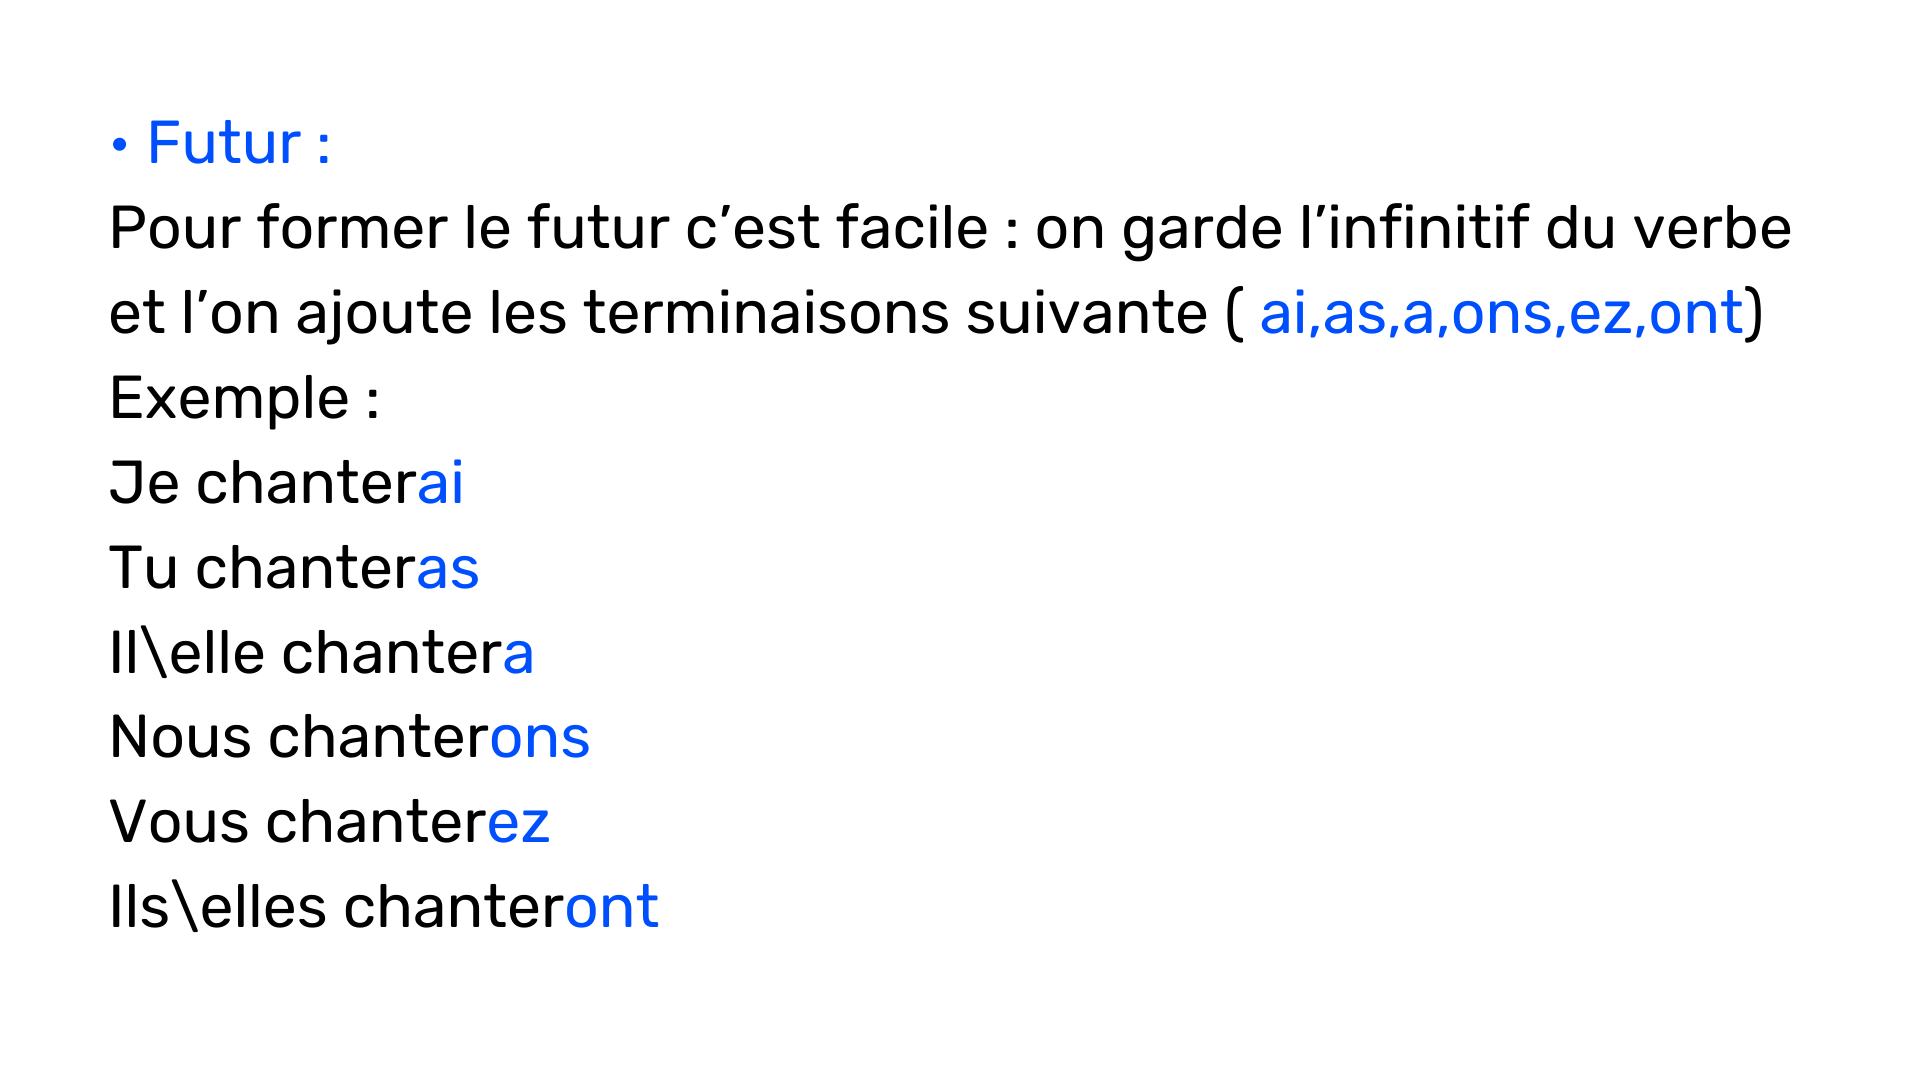 • Futur :
Pour former le futur c’est facile : on garde l’infinitif du verbe
et l’on ajoute les terminaisons suivante ( ai,as,a,ons,ez,ont)
Exemple :
Je chanterai
Tu chanteras
Il\elle chantera
Nous chanterons
Vous chanterez
Ils\elles chanteront